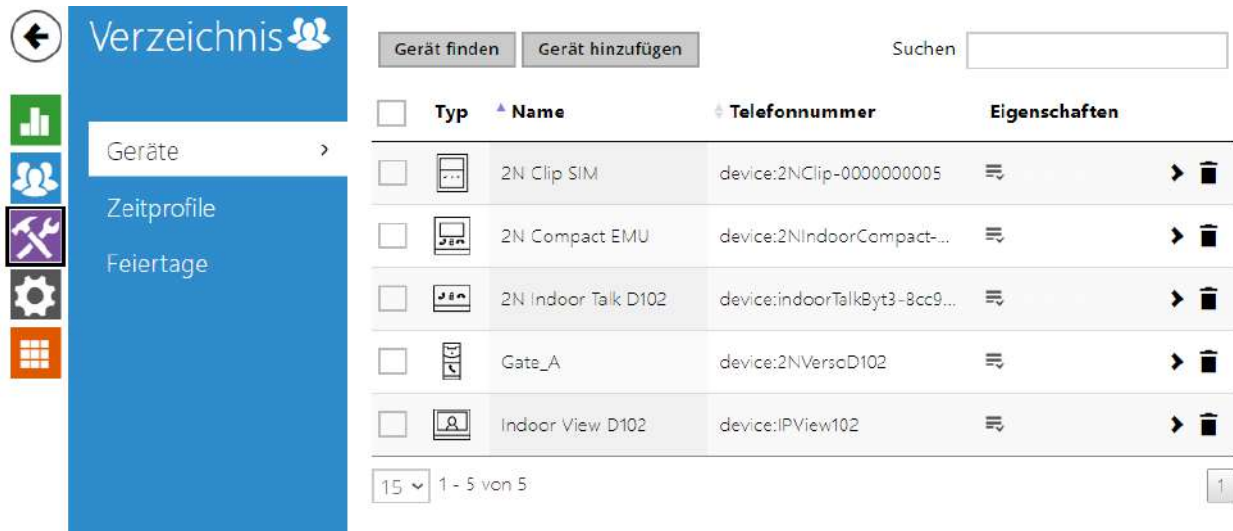 Verzeichnis
Geräte
Zeitprofile
Feiertage
Gerät finden Gerät hinzufügen Suchen
Typ Name Telefonnummer Eigenschaften
2N Clip SIM device:2NClip-0000000005
2N Compact EMU device:2NIndoorCompact-...
2N Indoor Talk D102 device:indoorTalkByt3-8cc9...
Gate_A device:2NVersoD102
Indoor View D102 device:IPView102
15 1 - 5 von 5 1